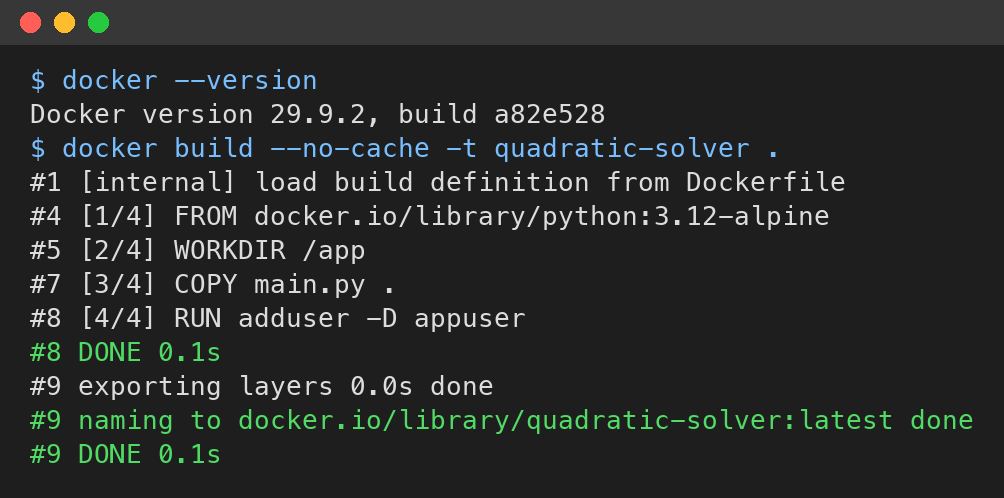 $ docker --version
Docker version 29.9.2, build a82e528
$ docker build --no-cache -t quadratic-solver .
#1 [internal] load build definition from Dockerfile
#4 [1/4] FROM docker.io/library/python:3.12-alpine
#5 [2/4] WORKDIR /app
#7 [3/4] COPY main.py .
#8 [4/4] RUN adduser -D appuser
#8 DONE 0.1s
#9 exporting layers 0.0s done
#9 naming to docker.io/library/quadratic-solver:latest done
#9 DONE 0.1s